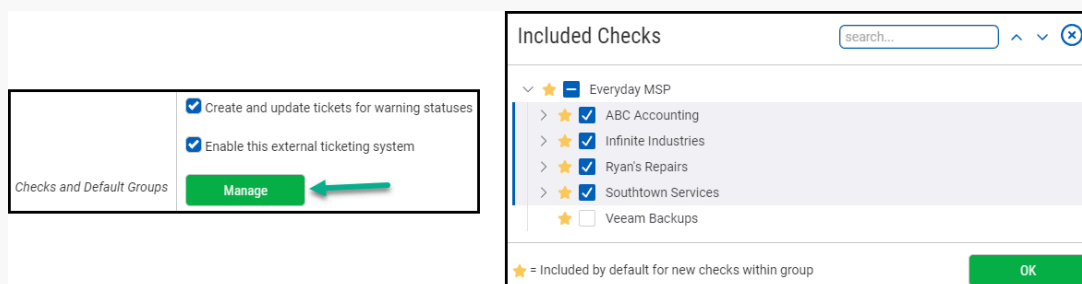 Create and update tickets for warning statuses
Enable this external ticketing system
Checks and Default Groups
Manage
Included Checks
search...
Everyday MSP
ABC Accounting
Infinite Industries
Ryan's Repairs
Southtown Services
Veeam Backups
= Included by default for new checks within group
OK